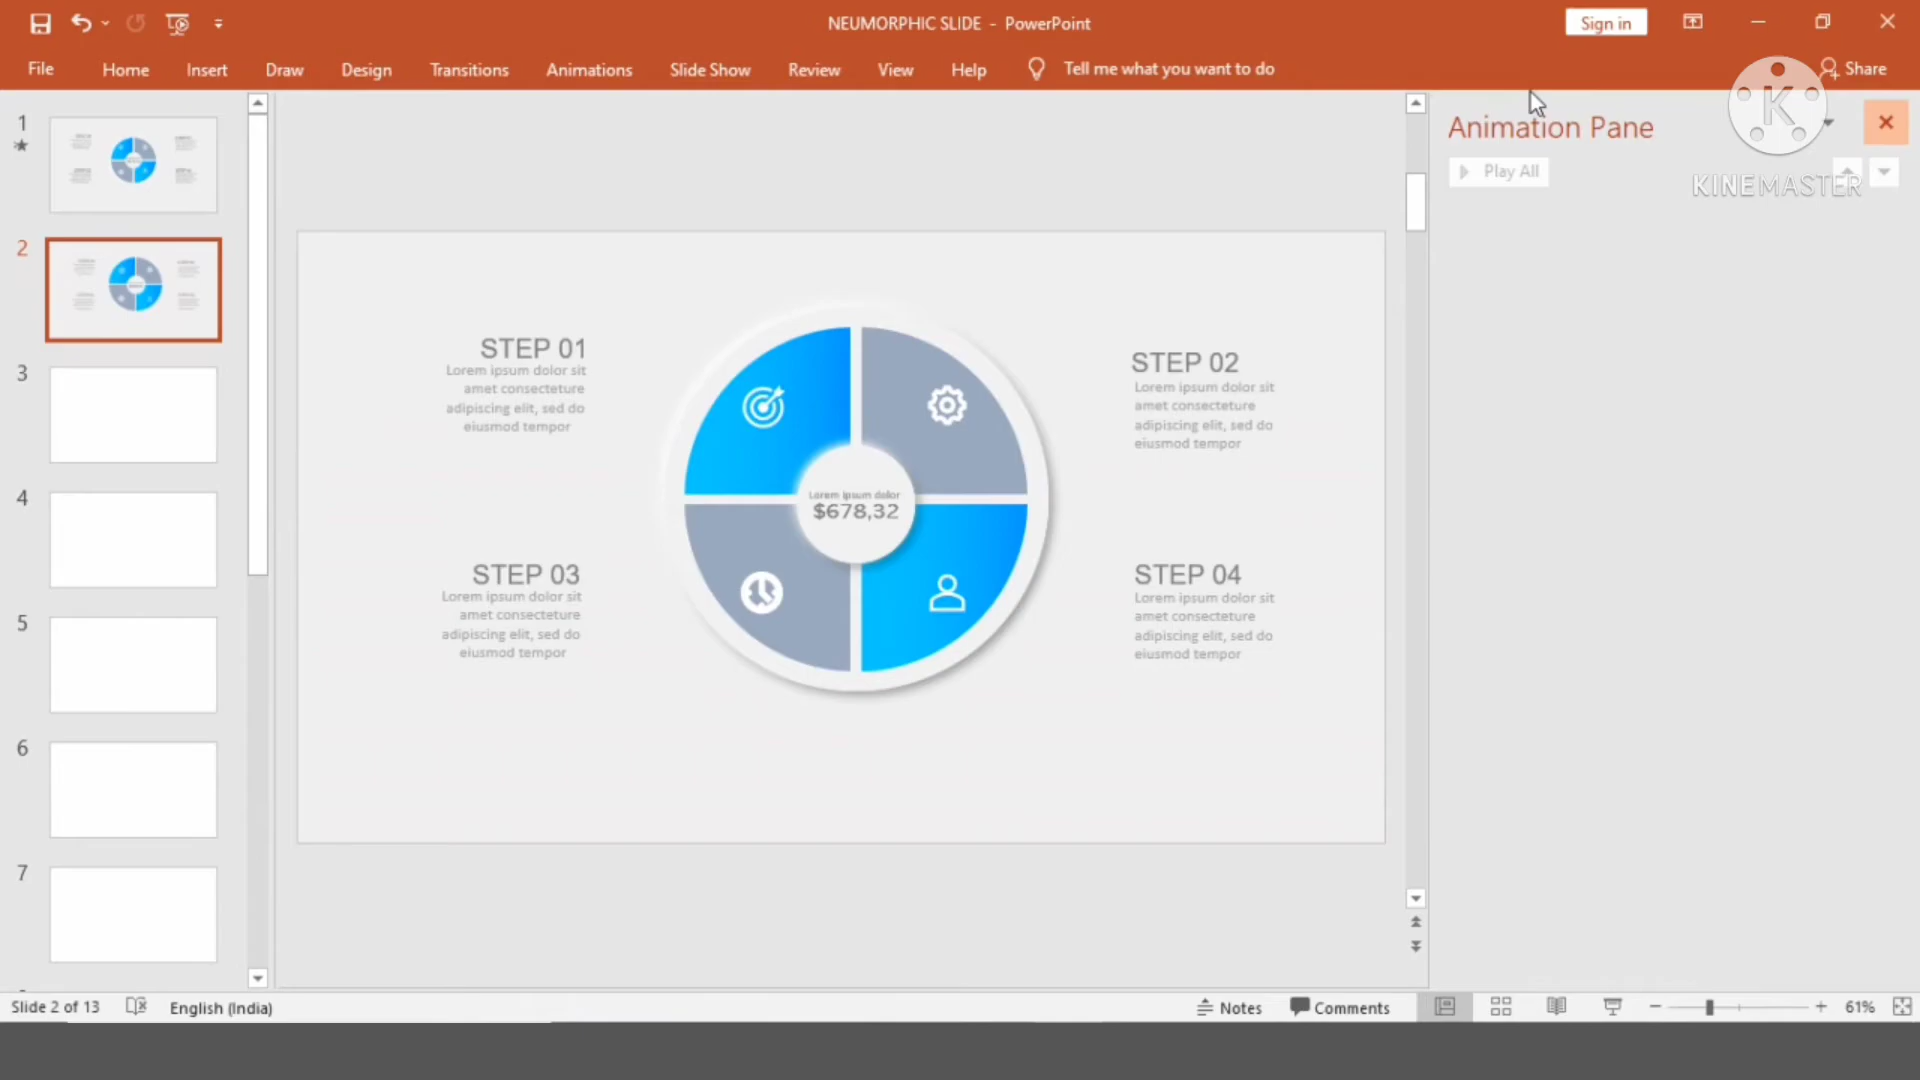 NEUMORPHIC SLIDE - PowerPoint
Sign in
File Home Insert Draw Design Transitions Animations Slide Show Review View Help Tell me what you want to do Share
Animation Pane
Play All
K
KINEMASTER
1
2
3
4
5
6
7
STEP 01
Lorem ipsum dolor sit
amet consecteture
adipiscing elit, sed do
eiusmod tempor
STEP 02
Lorem ipsum dolor sit
amet consecteture
adipiscing elit, sed do
eiusmod tempor
Lorem ipsum dolor
$678,32
STEP 03
Lorem ipsum dolor sit
amet consecteture
adipiscing elit, sed do
eiusmod tempor
STEP 04
Lorem ipsum dolor sit
amet consecteture
adipiscing elit, sed do
eiusmod tempor
Slide 2 of 13 English (India) Notes Comments 61%